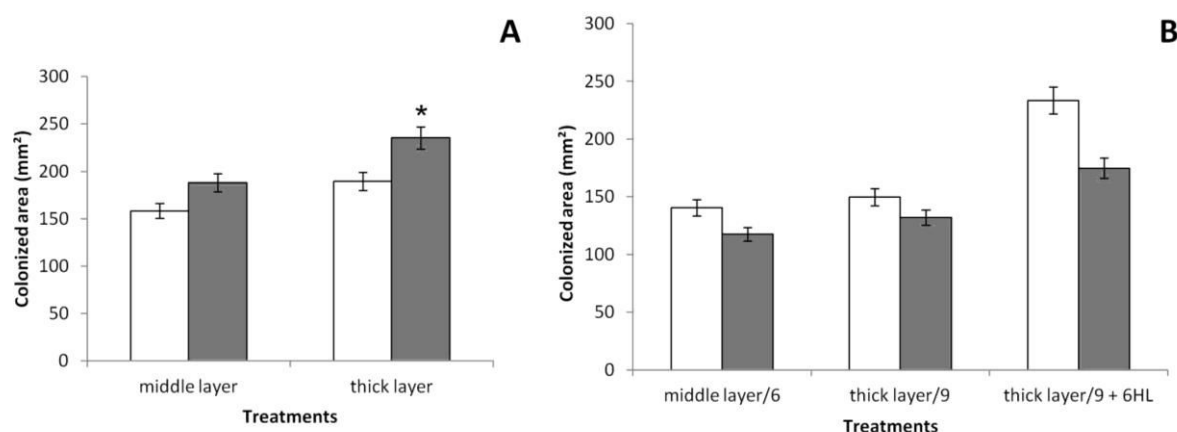 A
Colonized area (mm²)
300
250
200
150
100
50
0
*
middle layer
thick layer
Treatments
B
Colonized area (mm²)
300
250
200
150
100
50
0
middle layer/6
thick layer/9
thick layer/9 + 6HL
Treatments